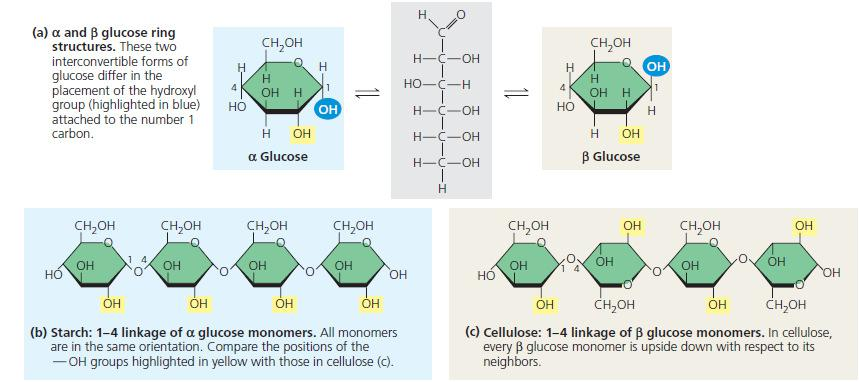 (a) α and β glucose ring
structures. These two
interconvertible forms of
glucose differ in the
placement of the hydroxyl
group (highlighted in blue)
attached to the number 1
carbon.
CH₂OH
H
O
H
H
4
OH
H
1
HO
OH
H
OH
α Glucose
H
O
C
H—C—OH
HO—C—H
H—C—OH
H—C—OH
H—C—OH
H
CH₂OH
H
O
OH
H
4
OH
H
1
HO
H
H
OH
β Glucose
CH₂OH
CH₂OH
CH₂OH
CH₂OH
O
O
O
O
OH
1
4
OH
OH
OH
HO
O
O
O
OH
OH
OH
OH
OH
(b) Starch: 1–4 linkage of α glucose monomers. All monomers
are in the same orientation. Compare the positions of the
—OH groups highlighted in yellow with those in cellulose (c).
CH₂OH
OH
CH₂OH
OH
O
O
O
O
OH
1
4
OH
OH
OH
HO
O
O
O
OH
OH
CH₂OH
OH
CH₂OH
(c) Cellulose: 1–4 linkage of β glucose monomers. In cellulose,
every β glucose monomer is upside down with respect to its
neighbors.